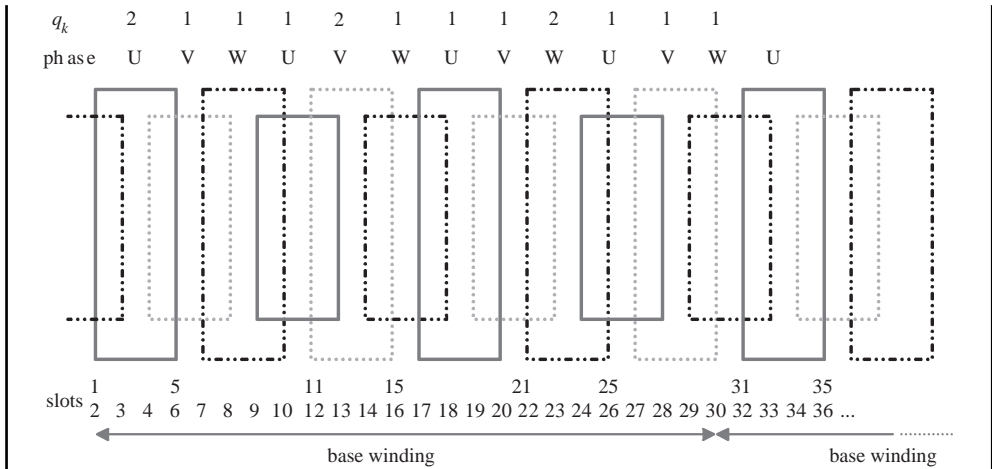 qk 2 1 1 1 2 1 1 1 2 1 1 1
phase U V W U V W U V W U V W U
1 5 11 15 21 25 31 35
slots 2 3 4 6 7 8 9 10 12 13 14 16 17 18 19 20 22 23 24 26 27 28 29 30 32 33 34 36 ...
base winding base winding